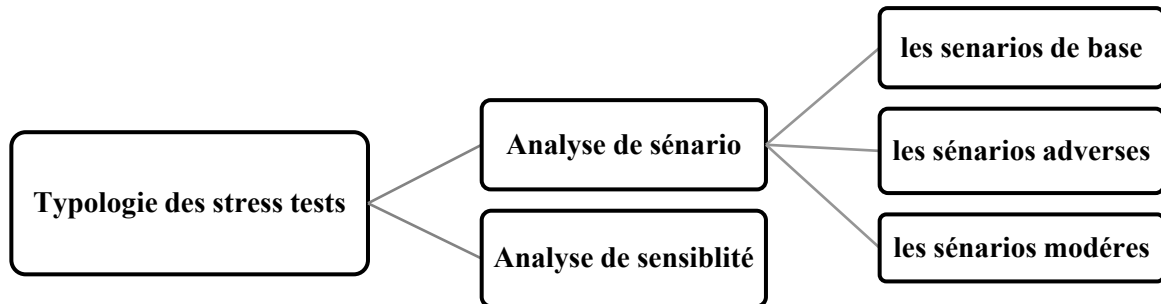 Typologie des stress tests
Analyse de sénario
Analyse de sensiblité
les senarios de base
les sénarios adverses
les sénarios modéres